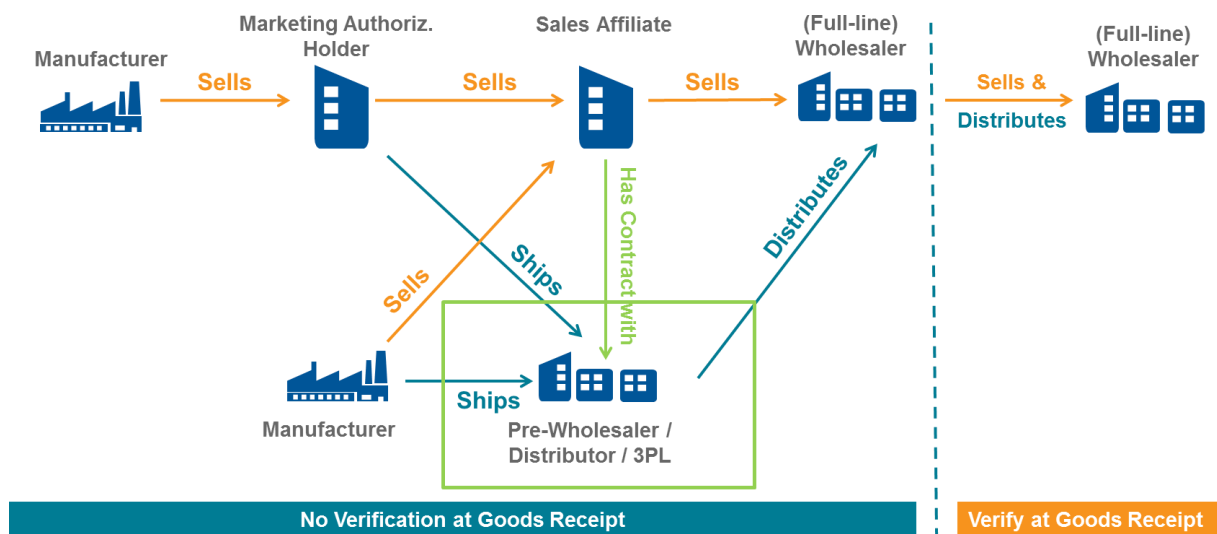 Manufacturer
Marketing Authoriz.
Holder
Sales Affiliate
(Full-line)
Wholesaler
(Full-line)
Wholesaler
Sells
Sells
Sells
Sells &
Distributes
Ships
Sells
Has Contract with
Distributes
Ships
Manufacturer
Pre-Wholesaler /
Distributor / 3PL
No Verification at Goods Receipt
Verify at Goods Receipt